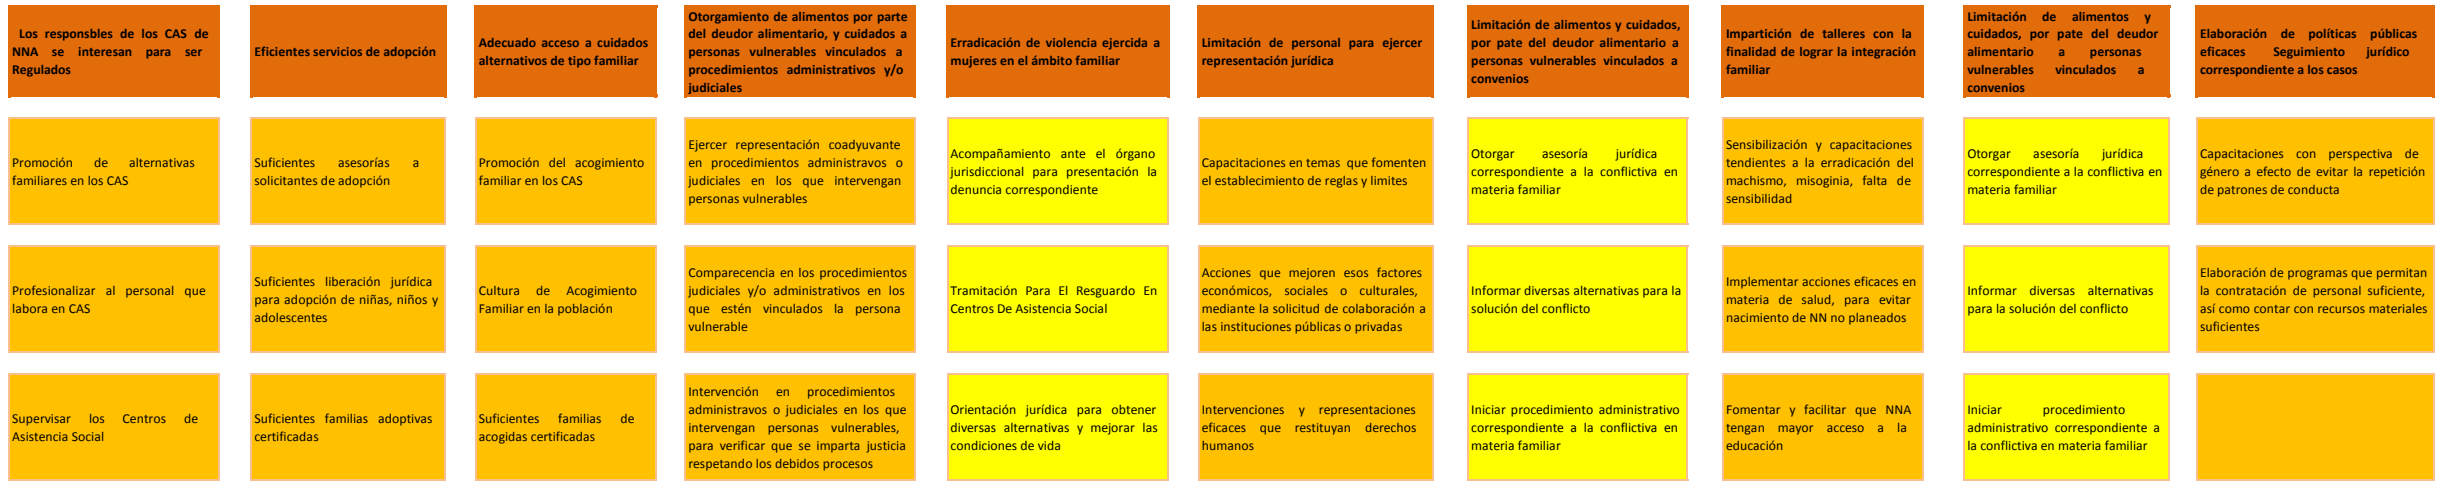 Los responsbles de los CAS de
NNA se interesan para ser
Regulados
Eficientes servicios de adopción
Adecuado acceso a cuidados
alternativos de tipo familiar
Otorgamiento de alimentos por parte
del deudor alimentario, y cuidados a
personas vulnerables vinculados a
procedimientos administrativos y/o
judiciales
Erradicación de violencia ejercida a
mujeres en el ámbito familiar
Limitación de personal para ejercer
representación jurídica
Limitación de alimentos y cuidados,
por pate del deudor alimentario a
personas vulnerables vinculados a
convenios
Impartición de talleres con la
finalidad de lograr la integración
familiar
Limitación de alimentos y
cuidados, por pate del deudor
alimentario a personas
vulnerables vinculados a
convenios
Elaboración de políticas públicas
eficaces Seguimiento jurídico
correspondiente a los casos
Promoción de alternativas
familiares en los CAS
Suficientes asesorías a
solicitantes de adopción
Promoción del acogimiento
familiar en los CAS
Ejercer representación coadyuvante
en procedimientos administravos o
judiciales en los que intervengan
personas vulnerables
Acompañamiento ante el órgano
jurisdiccional para presentación la
denuncia correspondiente
Capacitaciones en temas que fomenten
el establecimiento de reglas y limites
Otorgar asesoría jurídica
correspondiente a la conflictiva en
materia familiar
Sensibilización y capacitaciones
tendientes a la erradicación del
machismo, misoginia, falta de
sensibilidad
Otorgar asesoría jurídica
correspondiente a la conflictiva en
materia familiar
Capacitaciones con perspectiva de
género a efecto de evitar la repetición
de patrones de conducta
Profesionalizar al personal que
labora en CAS
Suficientes liberación jurídica
para adopción de niñas, niños y
adolescentes
Cultura de Acogimiento
Familiar en la población
Comparecencia en los procedimientos
judiciales y/o administrativos en los
que estén vinculados la persona
vulnerable
Tramitación Para El Resguardo En
Centros De Asistencia Social
Acciones que mejoren esos factores
económicos, sociales o culturales,
mediante la solicitud de colaboración a
las instituciones públicas o privadas
Informar diversas alternativas para la
solución del conflicto
Implementar acciones eficaces en
materia de salud, para evitar
nacimiento de NN no planeados
Informar diversas alternativas
para la solución del conflicto
Elaboración de programas que permitan
la contratación de personal suficiente,
así como contar con recursos materiales
suficientes
Supervisar los Centros de
Asistencia Social
Suficientes familias adoptivas
certificadas
Suficientes familias de
acogidas certificadas
Intervención en procedimientos
administravos o judiciales en los que
intervengan personas vulnerables,
para verificar que se imparta justicia
respetando los debidos procesos
Orientación jurídica para obtener
diversas alternativas y mejorar las
condiciones de vida
Intervenciones y representaciones
eficaces que restituyan derechos
humanos
Iniciar procedimiento administrativo
correspondiente a la conflictiva en
materia familiar
Fomentar y facilitar que NNA
tengan mayor acceso a la
educación
Iniciar procedimiento
administrativo correspondiente a
la conflictiva en materia familiar